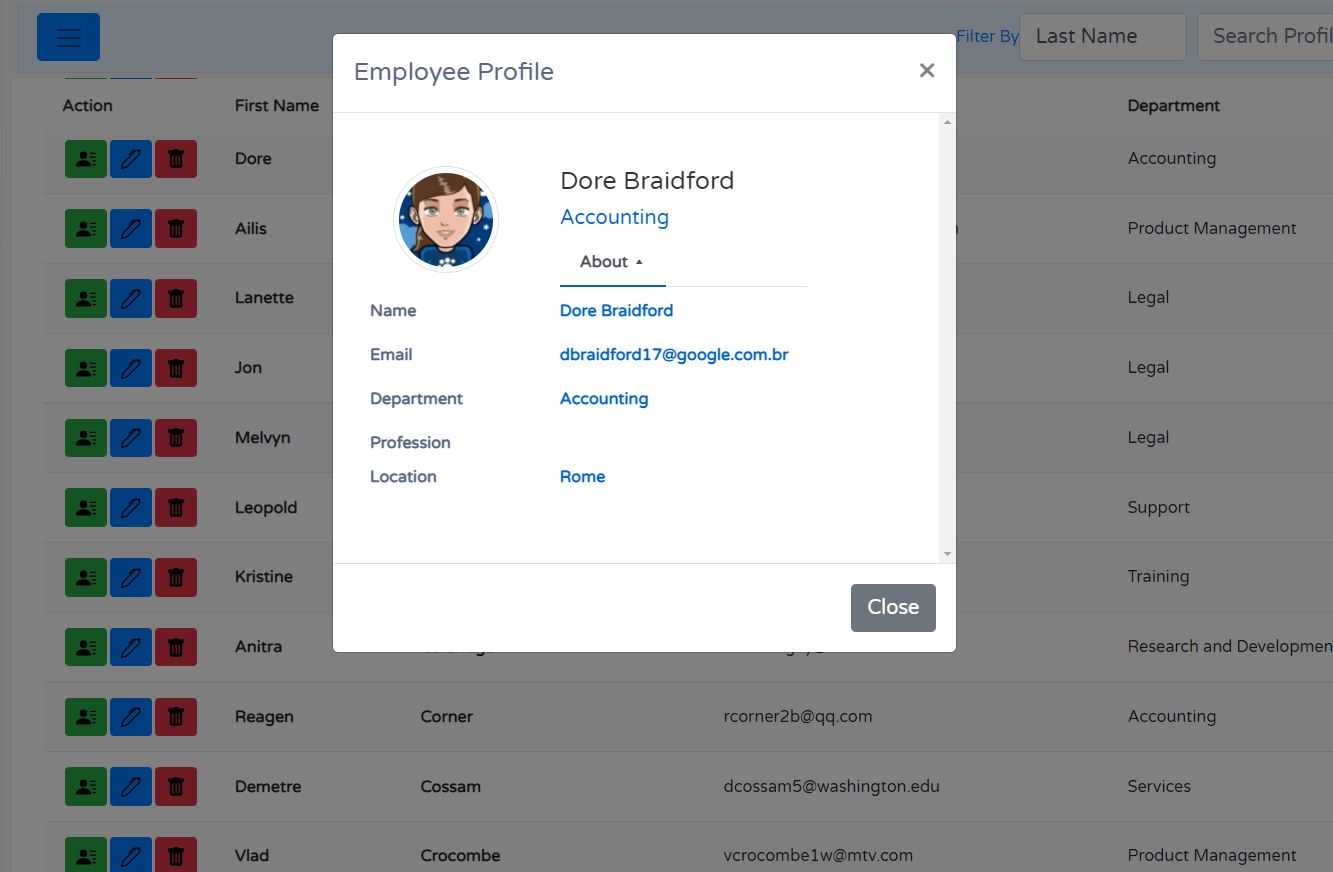 Filter By Last Name Search Profil
Employee Profile ×
Action First Name Department
Dore Accounting
Ailis Product Management
Lanette Legal
Jon Legal
Melvyn Legal
Leopold Support
Kristine Training
Anitra Research and Developmen
Reagen Corner rcorner2b@qq.com Accounting
Demetre Cossam dcossam5@washington.edu Services
Vlad Crocombe vcrocombe1w@mtv.com Product Management
Dore Braidford
Accounting
About
Name Dore Braidford
Email dbraidford17@google.com.br
Department Accounting
Profession
Location Rome
Close